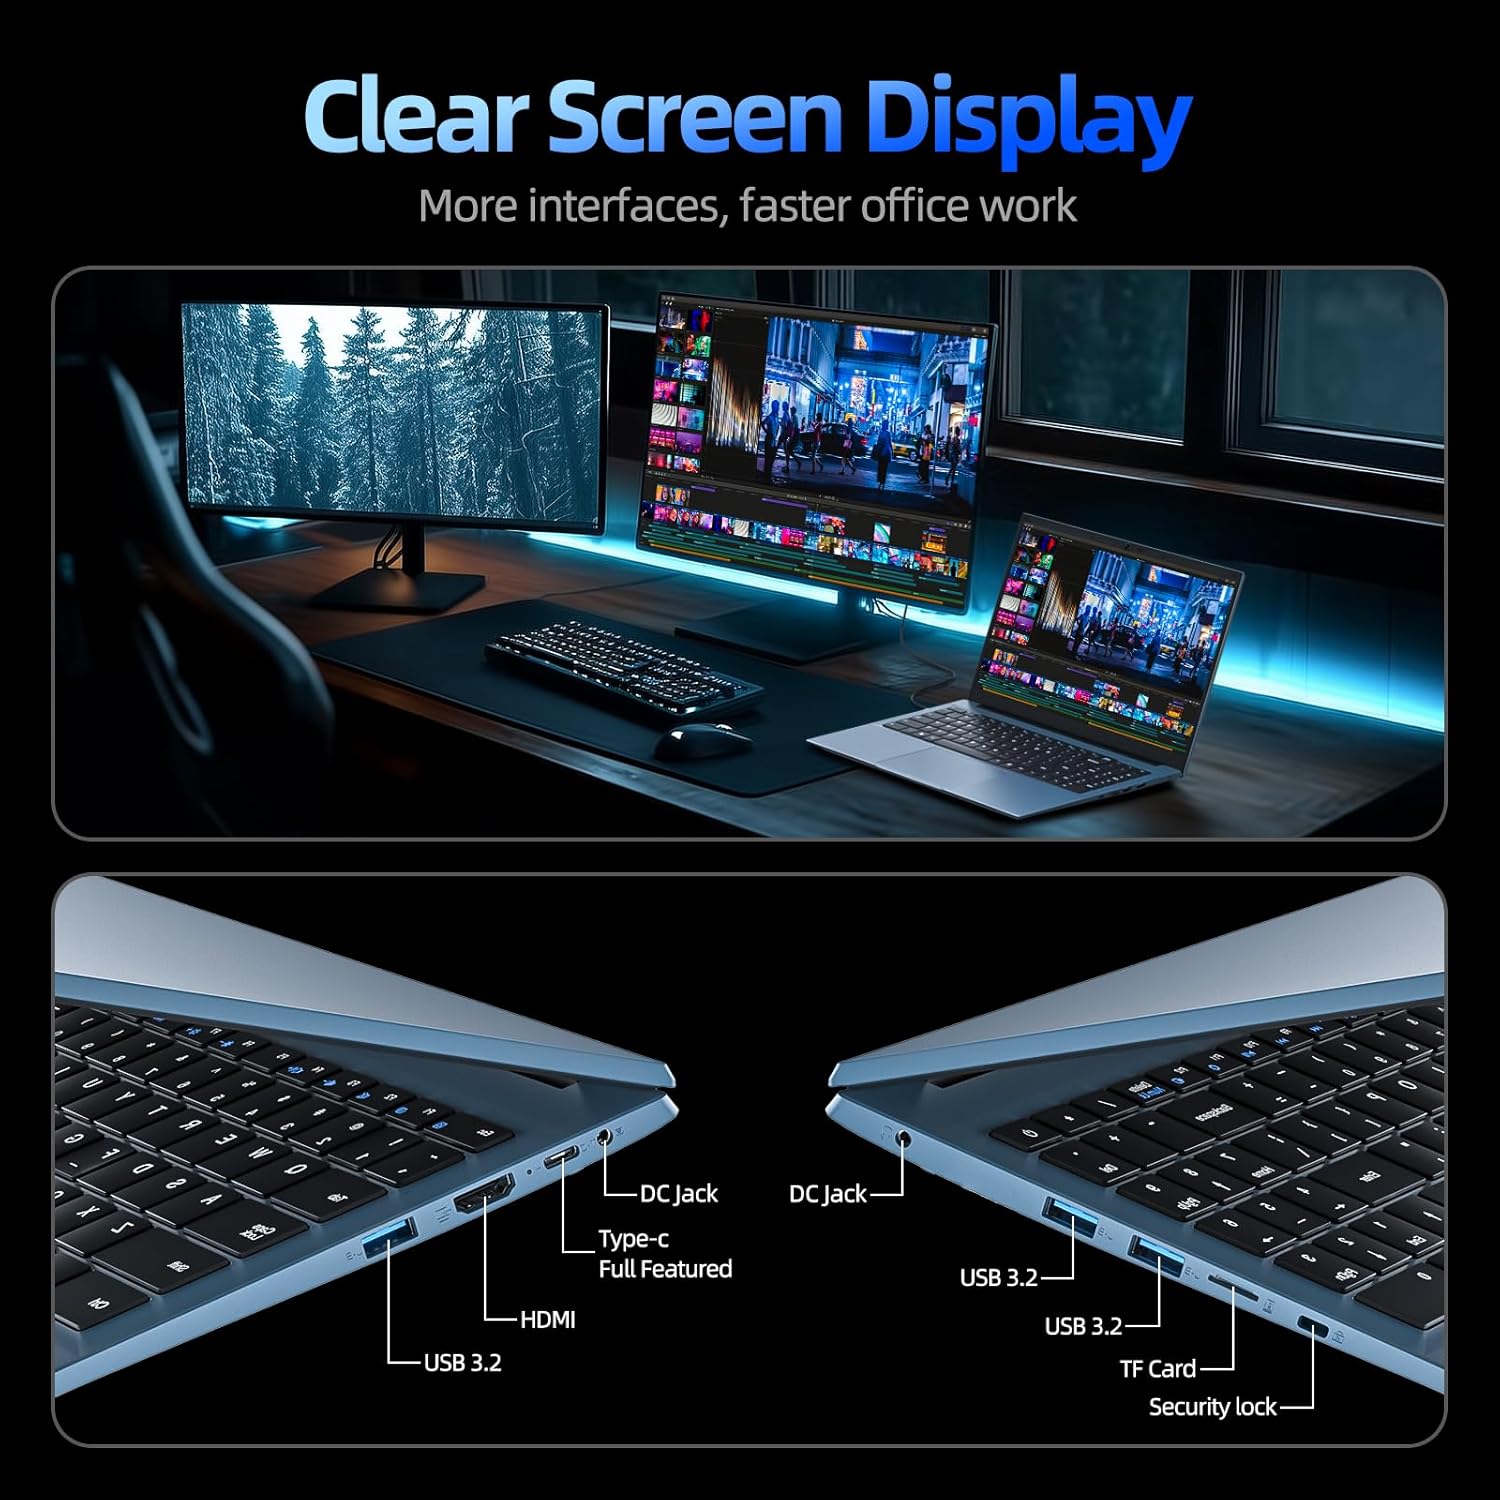 Clear Screen Display
More interfaces, faster office work
DC Jack
Type-c
Full Featured
HDMI
USB 3.2
DC Jack
USB 3.2
USB 3.2
TF Card
Security lock